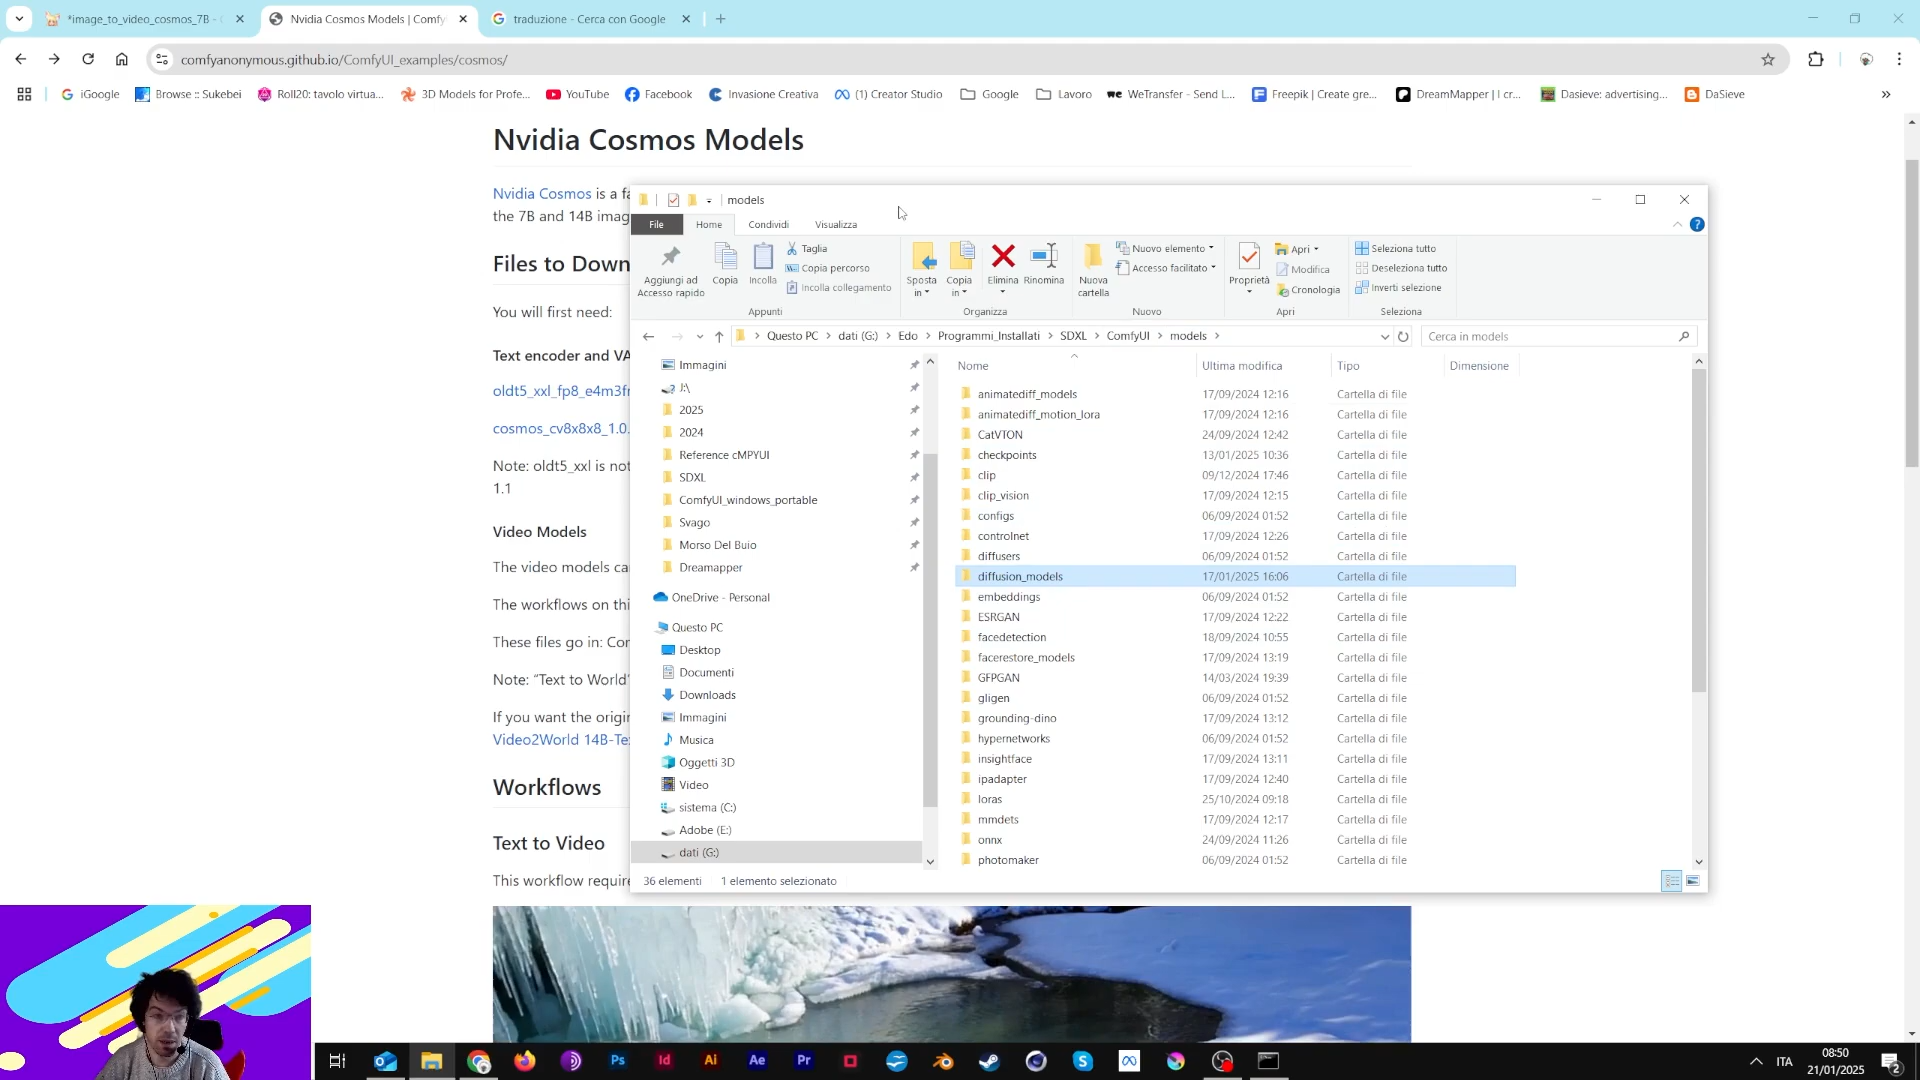 *image_to_video_cosmos_7B -
Nvidia Cosmos Models | Comfy
traduzione - Cerca con Google
comfyanonymous.github.io/ComfyUI_examples/cosmos/
iGoogle
Browse :: Sukebei
Roll20: tavolo virtua...
3D Models for Profe...
YouTube
Facebook
Invasione Creativa
(1) Creator Studio
Google
Lavoro
WeTransfer - Send L...
Freepik | Create gre...
DreamMapper | I cr...
Dasieve: advertising...
DaSieve
»
Nvidia Cosmos Models
Nvidia Cosmos is a fa
the 7B and 14B imag
Files to Down
You will first need:
Text encoder and VA
oldt5_xxl_fp8_e4m3fr
cosmos_cv8x8x8_1.0.
Note: oldt5_xxl is not
1.1
Video Models
The video models ca
The workflows on thi
These files go in: Cor
Note: “Text to World”
If you want the origin
Video2World 14B-Te
Workflows
Text to Video
This workflow require
models
File
Home
Condividi
Visualizza
Aggiungi ad
Accesso rapido
Copia
Incolla
Taglia
Copia percorso
Incolla collegamento
Appunti
Sposta
in
Copia
in
Elimina
Rinomina
Organizza
Nuova
cartella
Nuovo elemento
Accesso facilitato
Nuovo
Proprietà
Apri
Modifica
Cronologia
Apri
Seleziona tutto
Deseleziona tutto
Inverti selezione
Seleziona
Questo PC > dati (G:) > Edo > Programmi_Installati > SDXL > ComfyUI > models >
Cerca in models
Immagini
J:\
2025
2024
Reference cMPYUI
SDXL
ComfyUI_windows_portable
Svago
Morso Del Buio
Dreamapper
OneDrive - Personal
Questo PC
Desktop
Documenti
Downloads
Immagini
Musica
Oggetti 3D
Video
sistema (C:)
Adobe (E:)
dati (G:)
Nome Ultima modifica Tipo Dimensione
animatediff_models 17/09/2024 12:16 Cartella di file
animatediff_motion_lora 17/09/2024 12:16 Cartella di file
CatVTON 24/09/2024 12:42 Cartella di file
checkpoints 13/01/2025 10:36 Cartella di file
clip 09/12/2024 17:46 Cartella di file
clip_vision 17/09/2024 12:15 Cartella di file
configs 06/09/2024 01:52 Cartella di file
controlnet 17/09/2024 12:26 Cartella di file
diffusers 06/09/2024 01:52 Cartella di file
diffusion_models 17/01/2025 16:06 Cartella di file
embeddings 06/09/2024 01:52 Cartella di file
ESRGAN 17/09/2024 12:22 Cartella di file
facedetection 18/09/2024 10:55 Cartella di file
facerestore_models 17/09/2024 13:19 Cartella di file
GFPGAN 14/03/2024 19:39 Cartella di file
gligen 06/09/2024 01:52 Cartella di file
grounding-dino 17/09/2024 13:12 Cartella di file
hypernetworks 06/09/2024 01:52 Cartella di file
insightface 17/09/2024 13:11 Cartella di file
ipadapter 17/09/2024 12:40 Cartella di file
loras 25/10/2024 09:18 Cartella di file
mmdets 17/09/2024 12:17 Cartella di file
onnx 24/09/2024 11:26 Cartella di file
photomaker 06/09/2024 01:52 Cartella di file
36 elementi 1 elemento selezionato
Ps
Id
Ai
Ae
Pr
ITA
08:50
21/01/2025
2